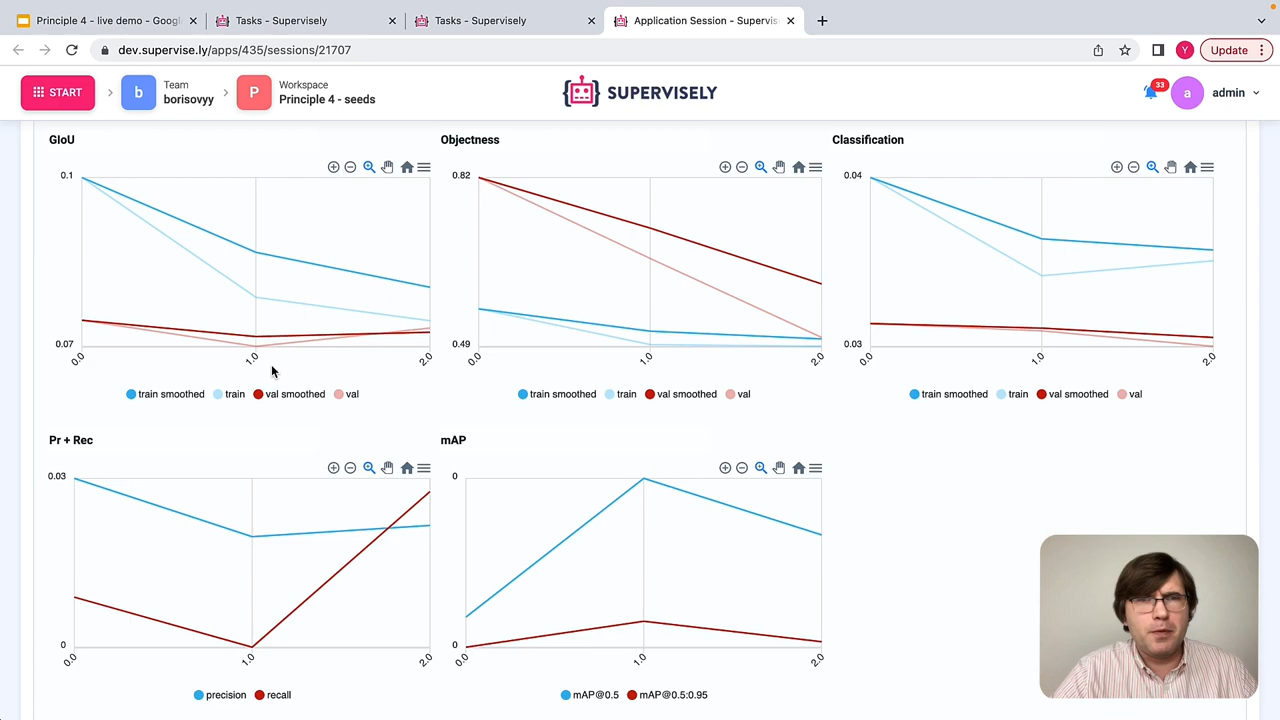 Principle 4 - live demo - Googl
Tasks - Supervisely
Tasks - Supervisely
Application Session - Supervis
dev.supervise.ly/apps/435/sessions/21707
Y
Update
START
b
Team
borisovyy
P
Workspace
Principle 4 - seeds
SUPERVISELY
33
a
admin
GIoU
0.1
0.07
0.0
1.0
2.0
train smoothed
train
val smoothed
val
Objectness
0.82
0.49
0.0
1.0
2.0
train smoothed
train
val smoothed
val
Classification
0.04
0.03
0.0
1.0
2.0
train smoothed
train
val smoothed
val
Pr + Rec
0.03
0
0.0
1.0
2.0
precision
recall
mAP
0
0
0.0
1.0
2.0
mAP@0.5
mAP@0.5:0.95